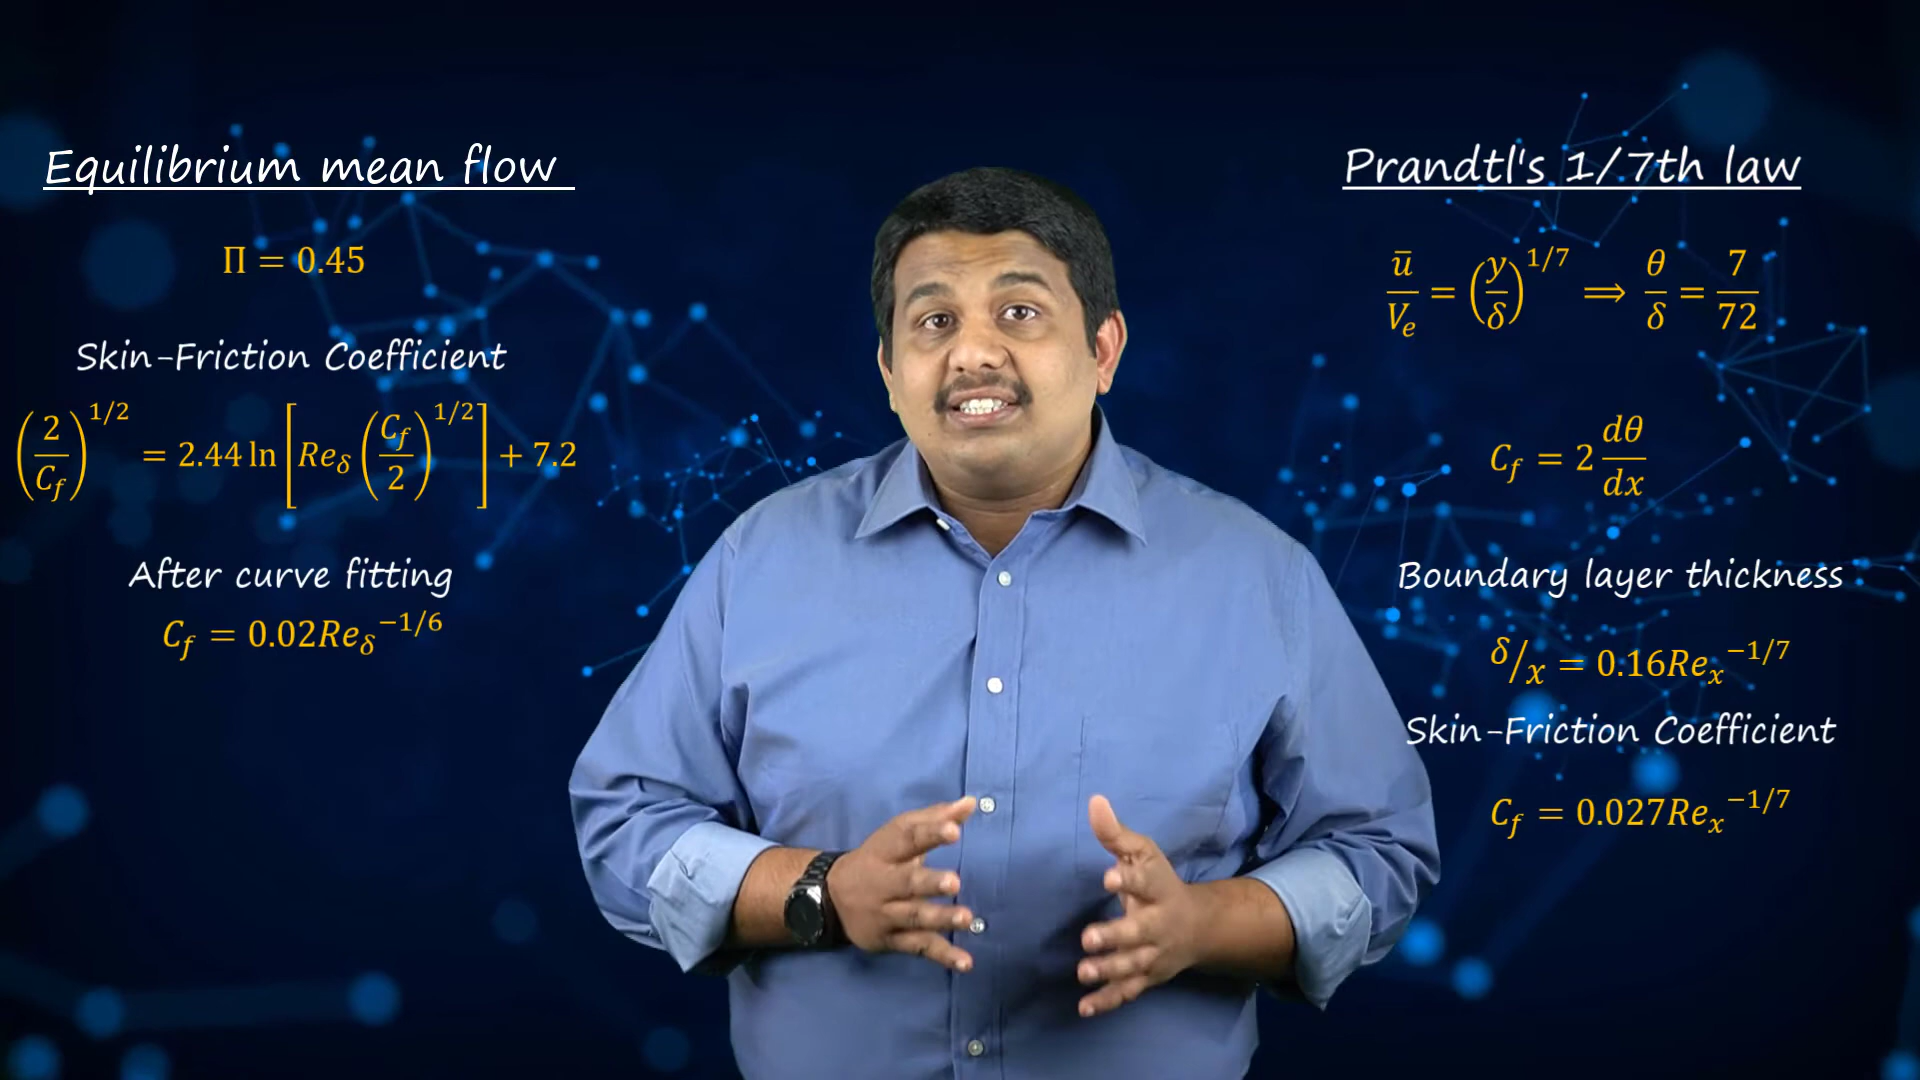 Equilibrium mean flow
Π = 0.45
Skin-Friction Coefficient
(2/C_f)^{1/2} = 2.44 ln [Re_δ (C_f/2)^{1/2}] + 7.2
After curve fitting
C_f = 0.02Re_δ^{-1/6}
Prandtl's 1/7th law
ū/V_e = (y/δ)^{1/7} ⟹ θ/δ = 7/72
C_f = 2 dθ/dx
Boundary layer thickness
δ/x = 0.16Re_x^{-1/7}
Skin-Friction Coefficient
C_f = 0.027Re_x^{-1/7}